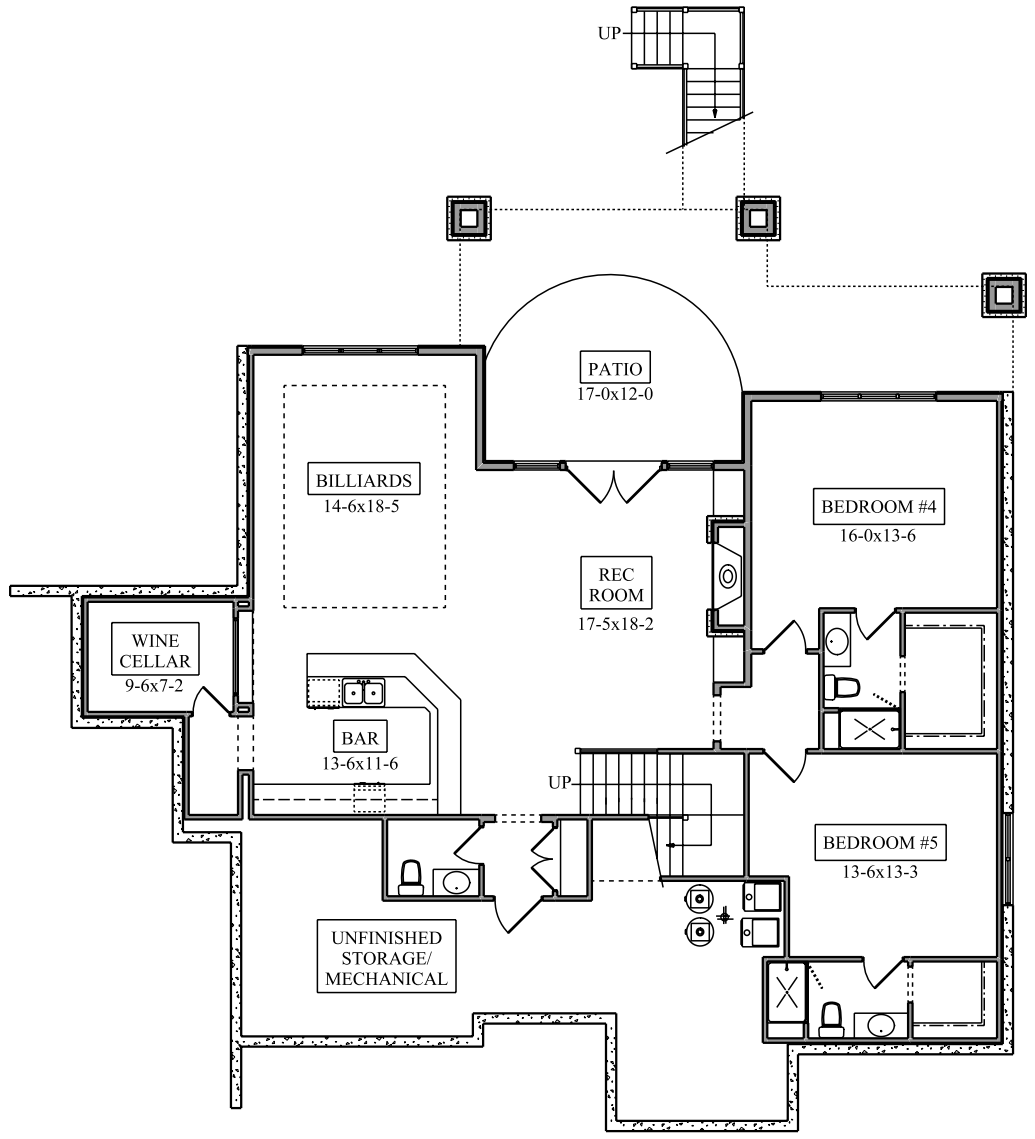 UP
PATIO
17-0x12-0
BILLIARDS
14-6x18-5
BEDROOM #4
16-0x13-6
REC
ROOM
17-5x18-2
WINE
CELLAR
9-6x7-2
BAR
13-6x11-6
UP
BEDROOM #5
13-6x13-3
UNFINISHED
STORAGE/
MECHANICAL